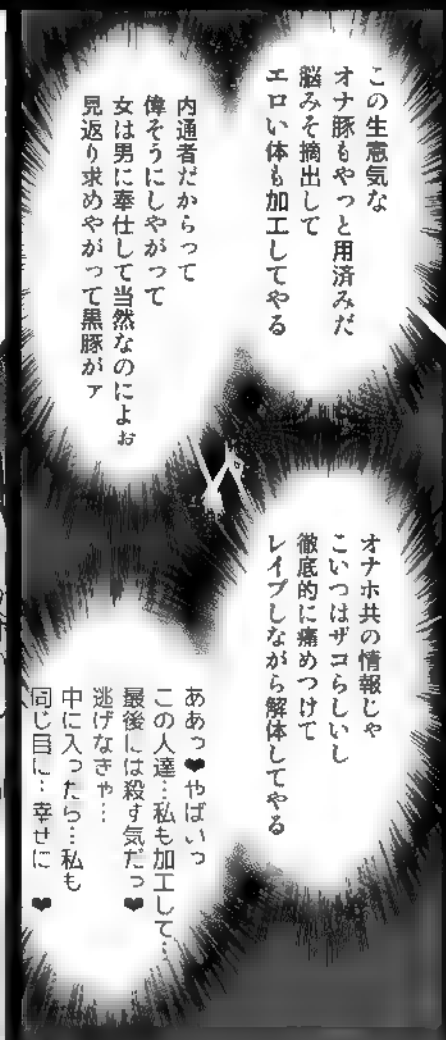 この生意気な
オナ豚もやっと用済みだ
脳みそ摘出して
エロい体も加工してやる
内通者だからって
偉そうにしやがって
女は男に奉仕して当然なのによぉ
見返り求めやがって黒豚がァ
オナホ共の情報じゃ
こいつはザコらしいし
徹底的に痛めつけて
レイプしながら解体してやる
ああっ♥やばいっ
この人達…私も加工して…
最後には殺す気だっ♥
逃げなきゃ…
中に入ったら…私も
同じ目に…幸せに♥